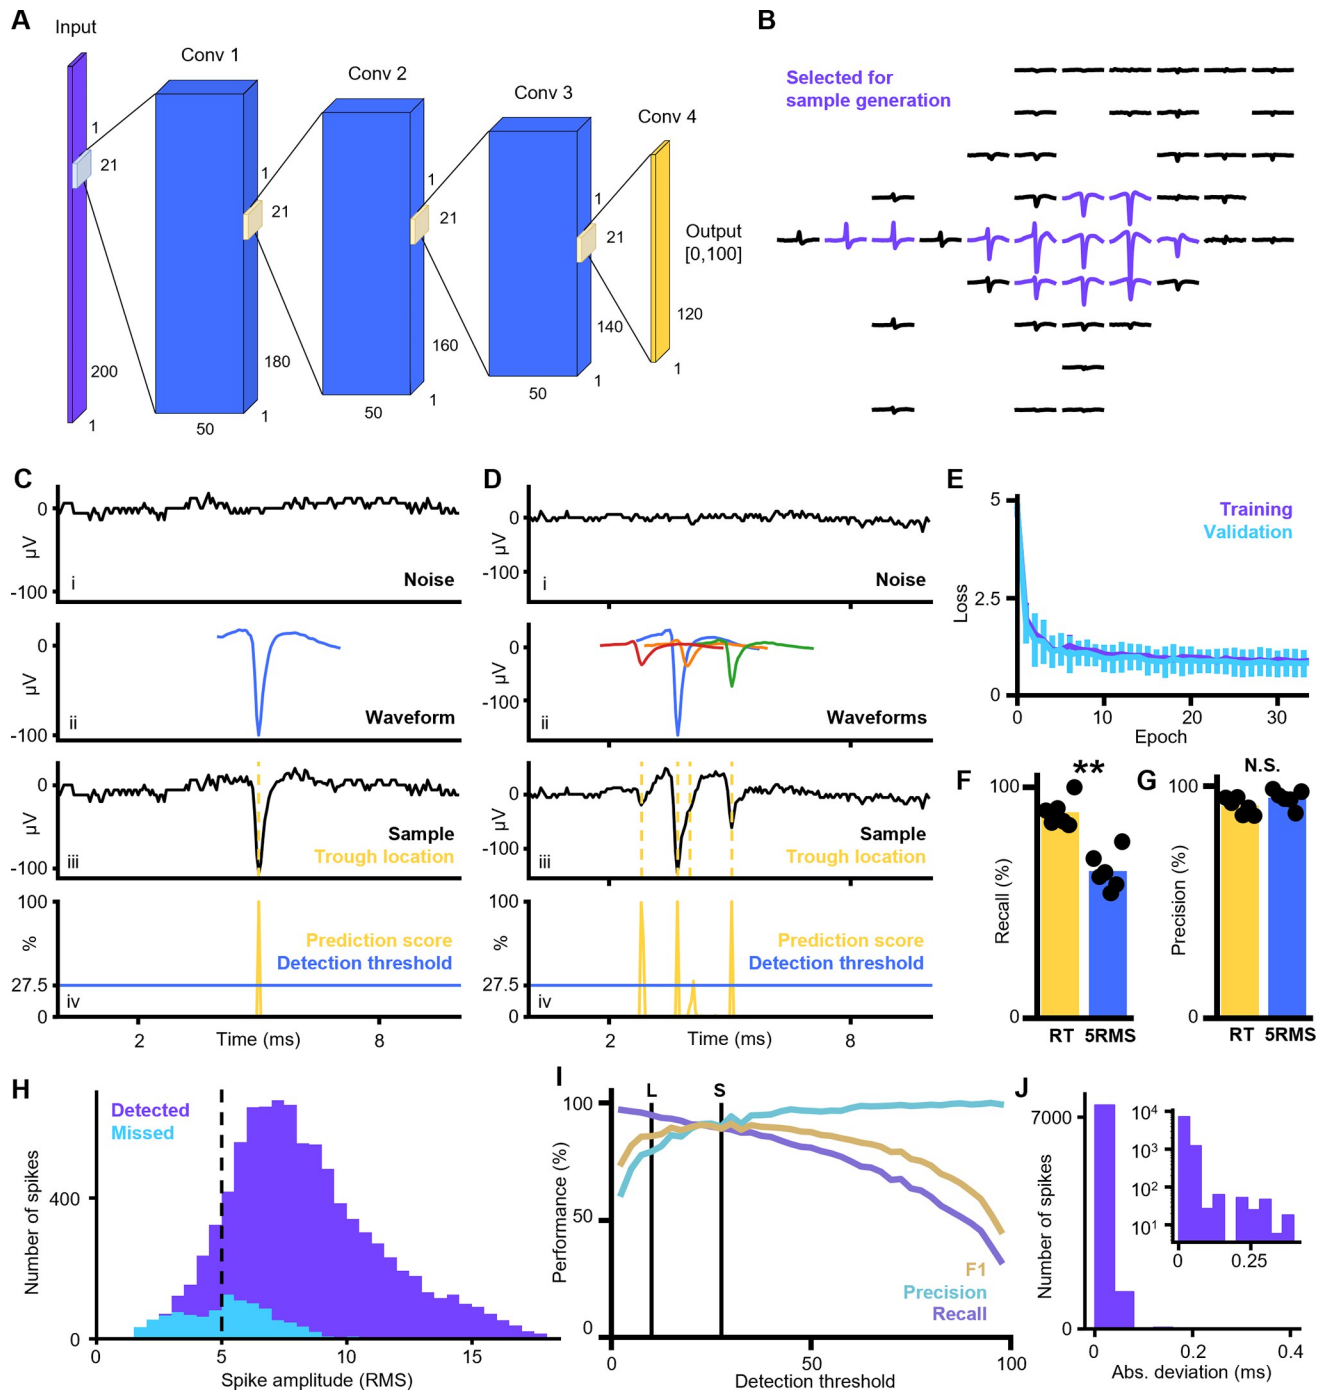 A
Input
Conv 1
Conv 2
Conv 3
Conv 4
1
21
1
21
1
21
1
21
Output
[0,100]
200
1
180
1
50
160
1
50
140
1
50
120
1
B
Selected for
sample generation
C
0
-100
µV
i
Noise
0
-100
µV
ii
Waveform
0
-100
µV
iii
Sample
Trough location
100
%
27.5
0
iv
Prediction score
Detection threshold
2
Time (ms)
8
D
0
-100
µV
i
Noise
0
-100
µV
ii
Waveforms
0
-100
µV
iii
Sample
Trough location
100
%
27.5
0
iv
Prediction score
Detection threshold
2
Time (ms)
8
E
5
2.5
0
Loss
Training
Validation
0
10
20
30
Epoch
F
100
0
Recall (%)
**
RT
5RMS
G
100
0
Precision (%)
N.S.
RT
5RMS
H
Detected
Missed
400
0
Number of spikes
0
5
10
15
Spike amplitude (RMS)
I
L
S
100
50
0
Performance (%)
F1
Precision
Recall
0
50
100
Detection threshold
J
7000
0
Number of spikes
10⁴
10³
10²
10¹
0
0.25
0
0.2
0.4
Abs. deviation (ms)